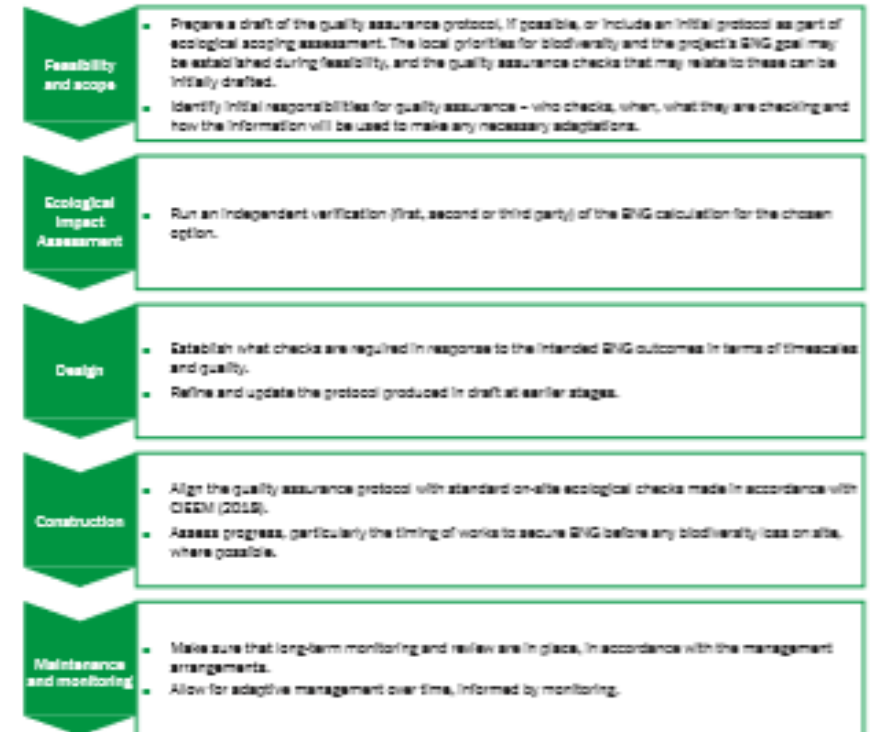 Feasibility
and scope
Prepare a draft of the quality assurance protocol, if possible, or include an initial protocol as part of
ecological scoping assessment. The local priorities for biodiversity and the project's BNG goal may
be established during feasibility, and the quality assurance checks that may relate to these can be
initially drafted.
Identify initial responsibilities for quality assurance – who checks, when, what they are checking and
how the information will be used to make any necessary adaptations.
Ecological
Impact
Assessment
Run an independent verification (first, second or third party) of the BNG calculation for the chosen
option.
Design
Establish what checks are required in response to the intended BNG outcomes in terms of timescales
and quality.
Refine and update the protocol produced in draft at earlier stages.
Construction
Align the quality assurance protocol with standard on-site ecological checks made in accordance with
CIEEM
Assess progress, particularly the timing of works to secure BNG before any biodiversity loss on site,
where possible.
Maintenance
and monitoring
Make sure that long-term monitoring and review are in place, in accordance with the management
arrangements.
Allow for adaptive management over time, informed by monitoring.